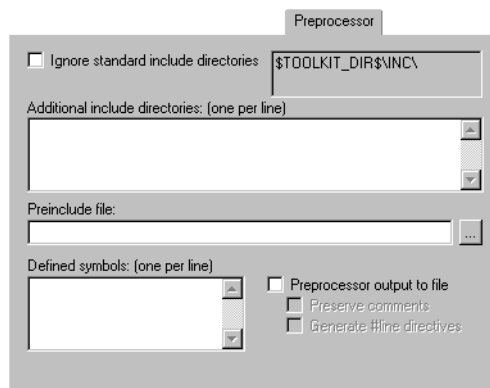 Preprocessor
Ignore standard include directories
$TOOLKIT_DIR$\INC\
Additional include directories: (one per line)
Preinclude file:
...
Defined symbols: (one per line)
Preprocessor output to file
Preserve comments
Generate #line directives